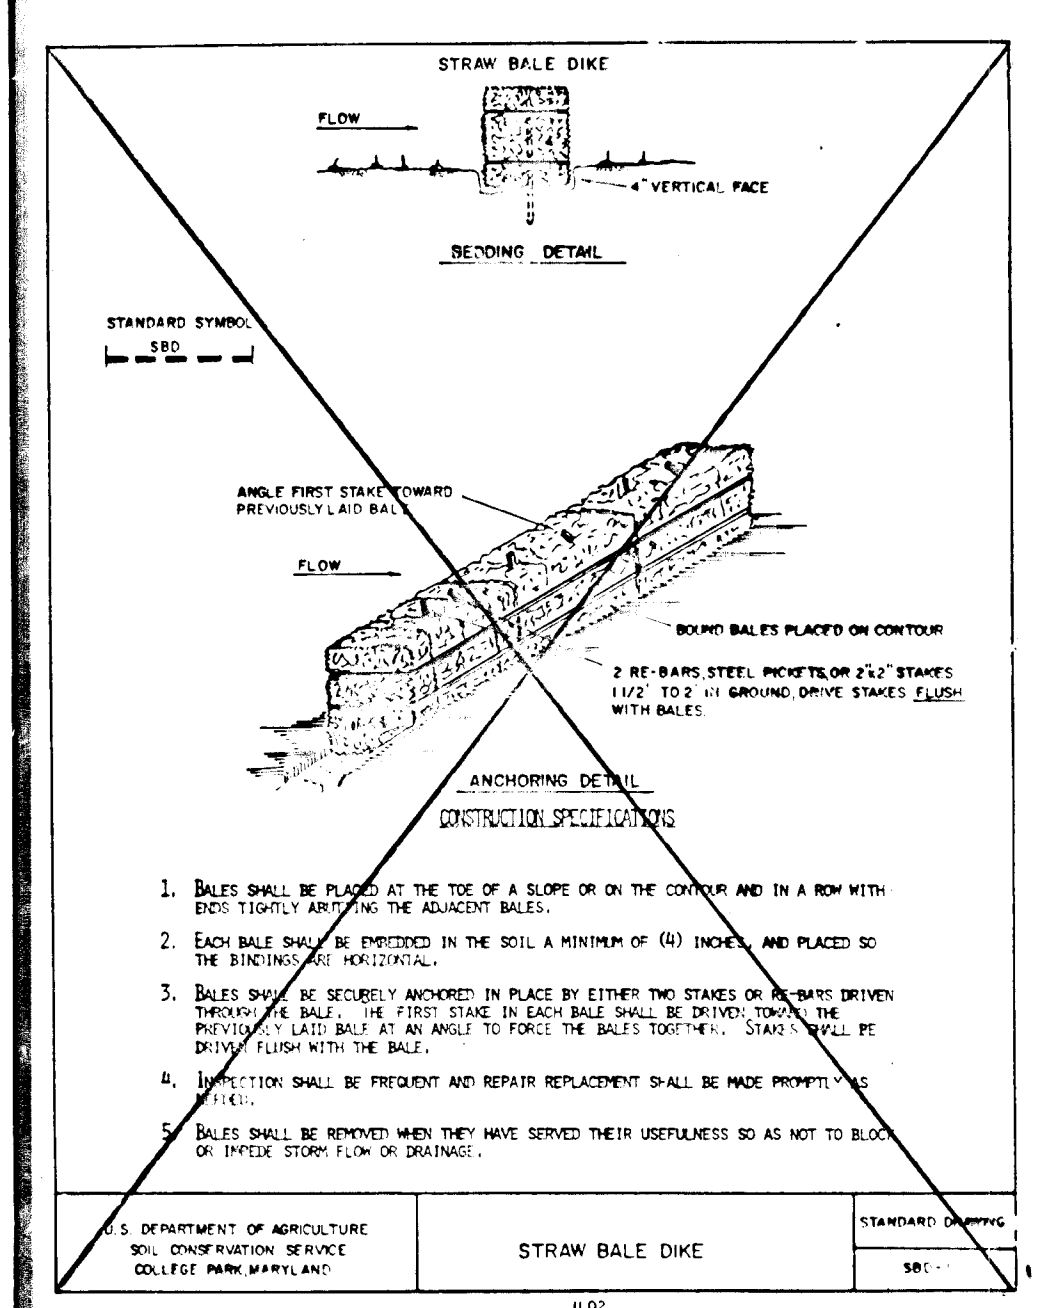 STRAW BALE DIKE
FLOW
4" VERTICAL FACE
BEDDING DETAIL
STANDARD SYMBOL
SBD
ANGLE FIRST STAKE TOWARD
PREVIOUSLY LAID BALE
FLOW
BOUND BALES PLACED ON CONTOUR
2 RE-BARS, STEEL PICKETS, OR 2"x2" STAKES
1 1/2' TO 2' IN GROUND, DRIVE STAKES FLUSH
WITH BALES.
ANCHORING DETAIL
CONSTRUCTION SPECIFICATIONS
1. BALES SHALL BE PLACED AT THE TOE OF A SLOPE OR ON THE CONTOUR AND IN A ROW WITH
ENDS TIGHTLY ABUTTING THE ADJACENT BALES.
2. EACH BALE SHALL BE EMBEDDED IN THE SOIL A MINIMUM OF (4) INCHES, AND PLACED SO
THE BINDINGS ARE HORIZONTAL.
3. BALES SHALL BE SECURELY ANCHORED IN PLACE BY EITHER TWO STAKES OR RE-BARS DRIVEN
THROUGH THE BALE. THE FIRST STAKE IN EACH BALE SHALL BE DRIVEN TOWARD THE
PREVIOUSLY LAID BALE AT AN ANGLE TO FORCE THE BALES TOGETHER. STAKES SHALL BE
DRIVEN FLUSH WITH THE BALE.
4. INSPECTION SHALL BE FREQUENT AND REPAIR REPLACEMENT SHALL BE MADE PROMPTLY AS
NEEDED.
5. BALES SHALL BE REMOVED WHEN THEY HAVE SERVED THEIR USEFULNESS SO AS NOT TO BLOCK
OR IMPEDE STORM FLOW OR DRAINAGE.
U.S. DEPARTMENT OF AGRICULTURE
SOIL CONSERVATION SERVICE
COLLEGE PARK, MARYLAND
STRAW BALE DIKE
STANDARD DRAWING